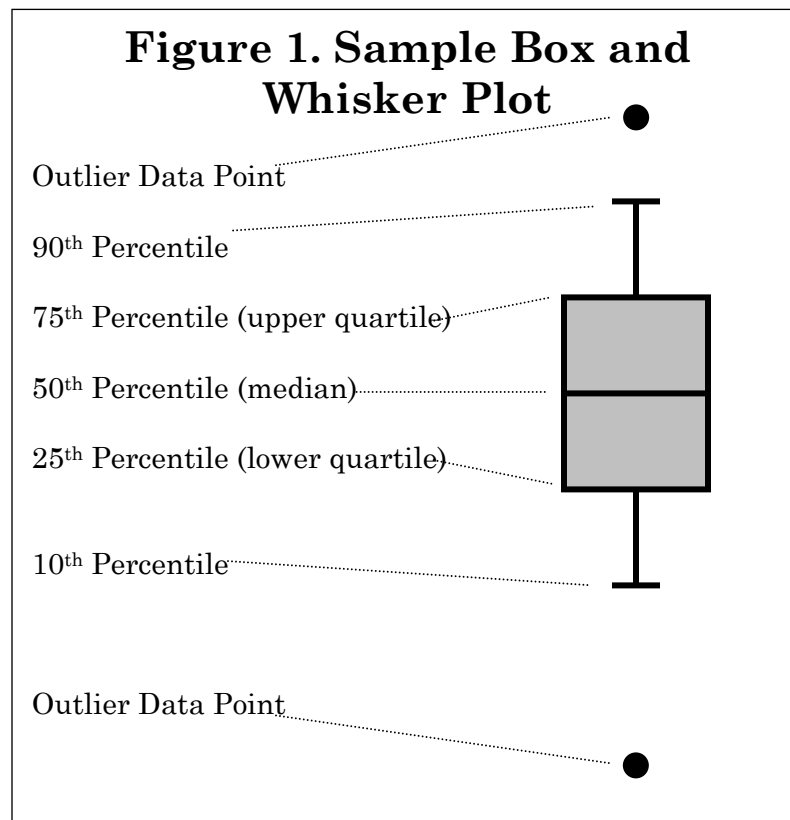 Figure 1. Sample Box and
Whisker Plot
Outlier Data Point
90th Percentile
75th Percentile (upper quartile)
50th Percentile (median)
25th Percentile (lower quartile)
10th Percentile
Outlier Data Point